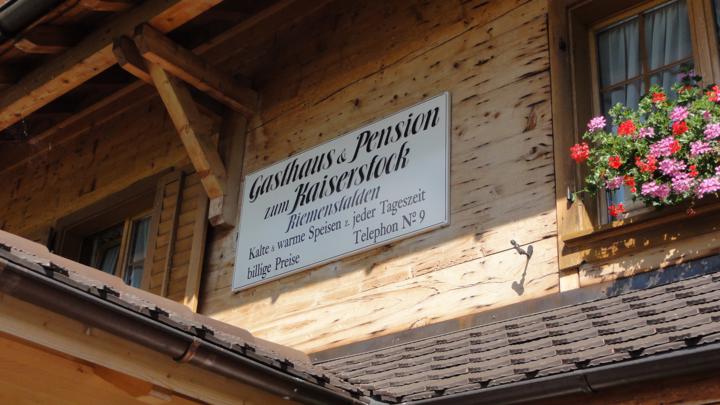 Gasthaus & Pension
zum Kaiserstock
Riemenstalden
Kalte & warme Speisen z. jeder Tageszeit
billige Preise Telephon Nº 9